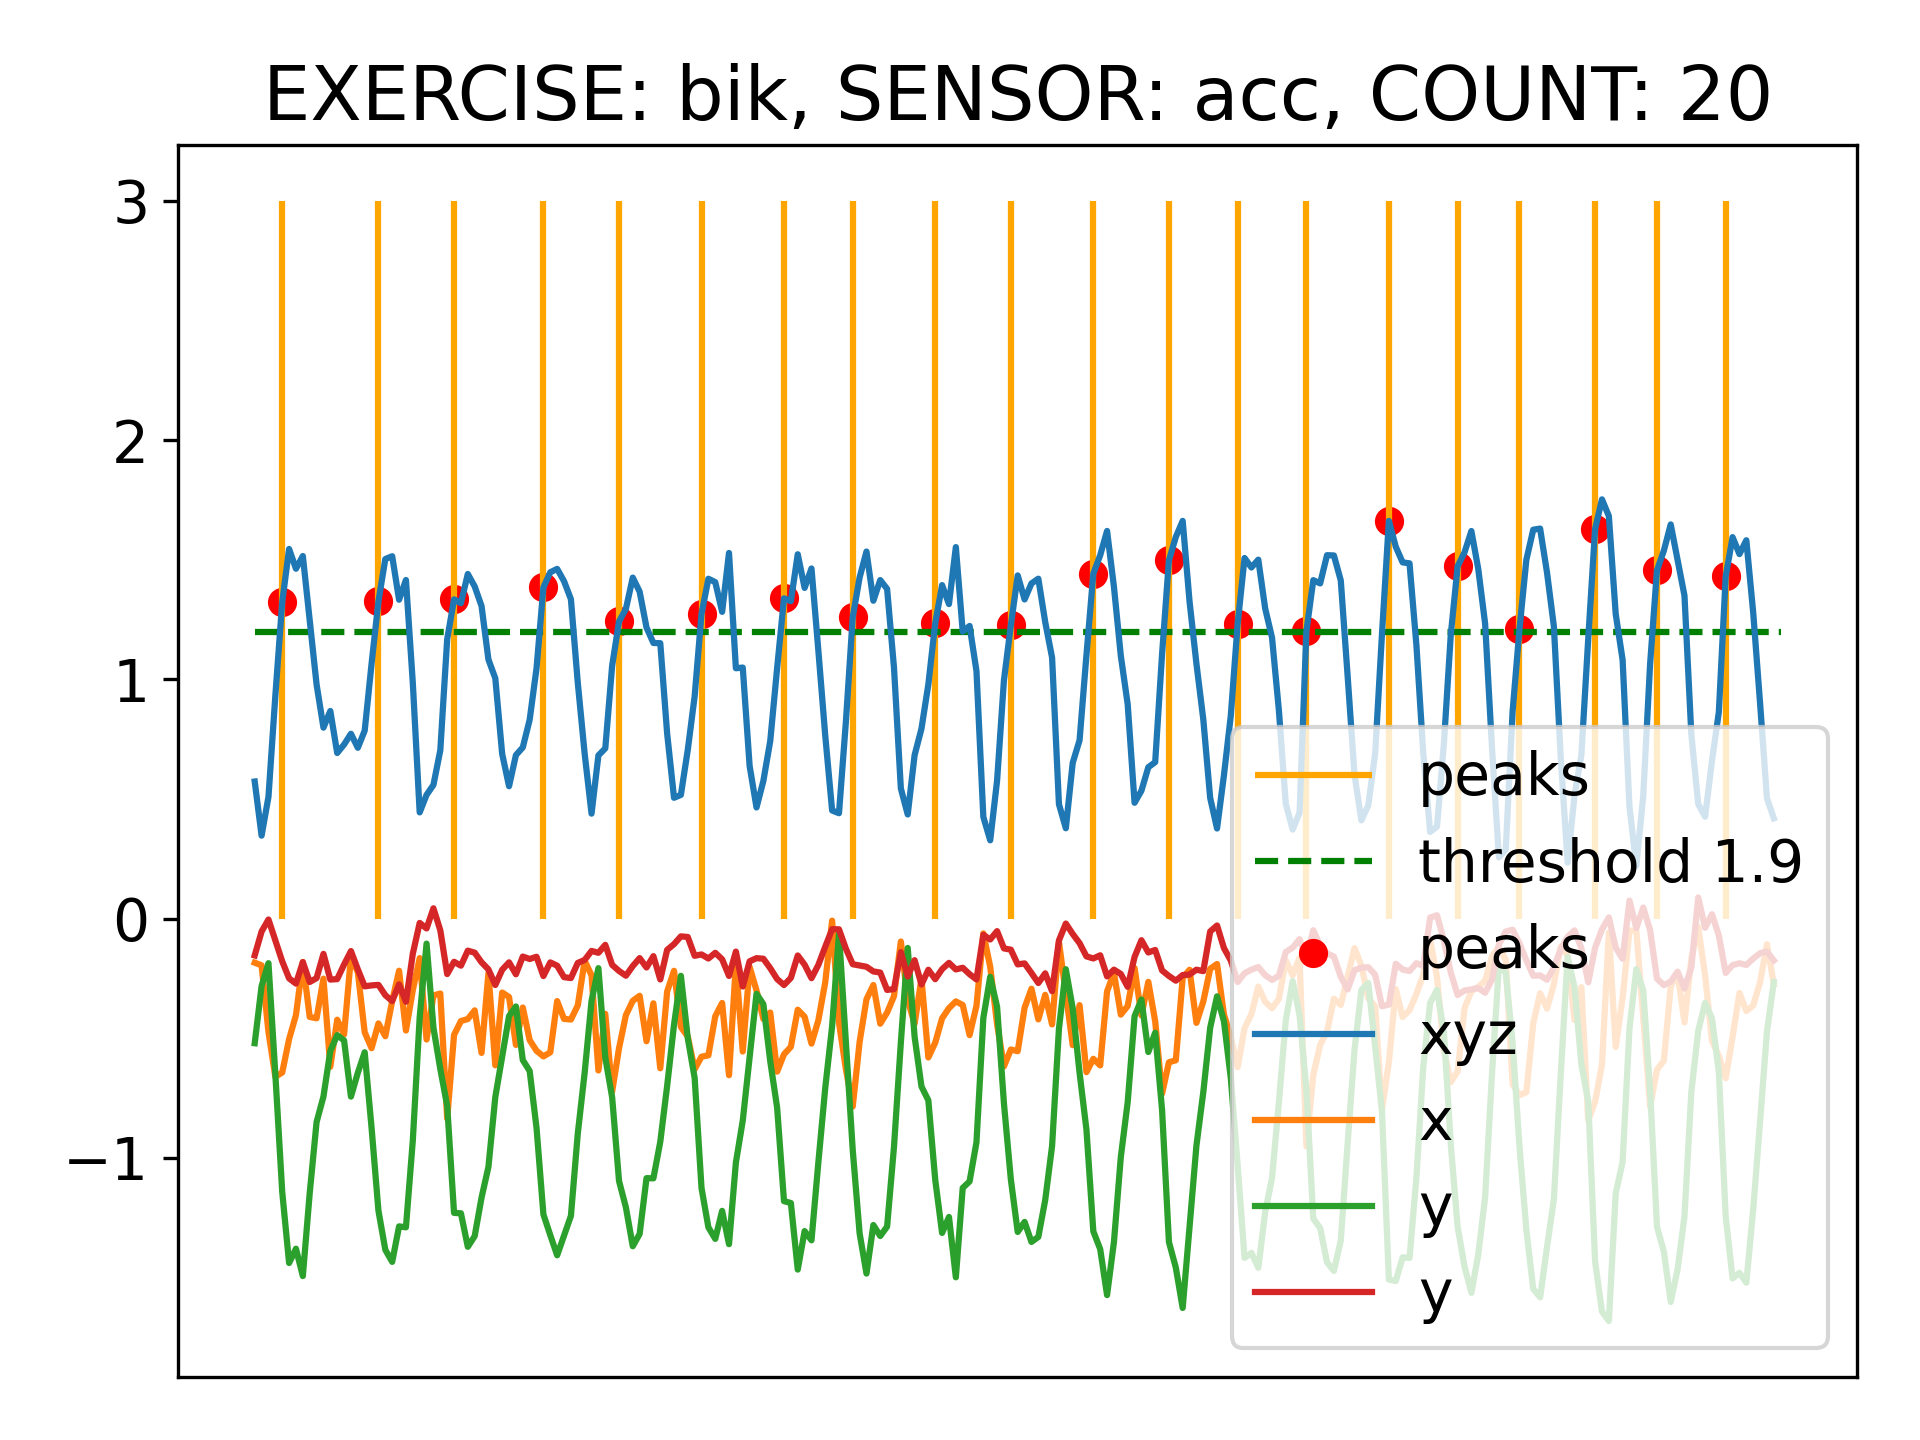 EXERCISE: bik, SENSOR: acc, COUNT: 20
3
2
1
0
−1
peaks
threshold 1.9
peaks
xyz
x
y
y